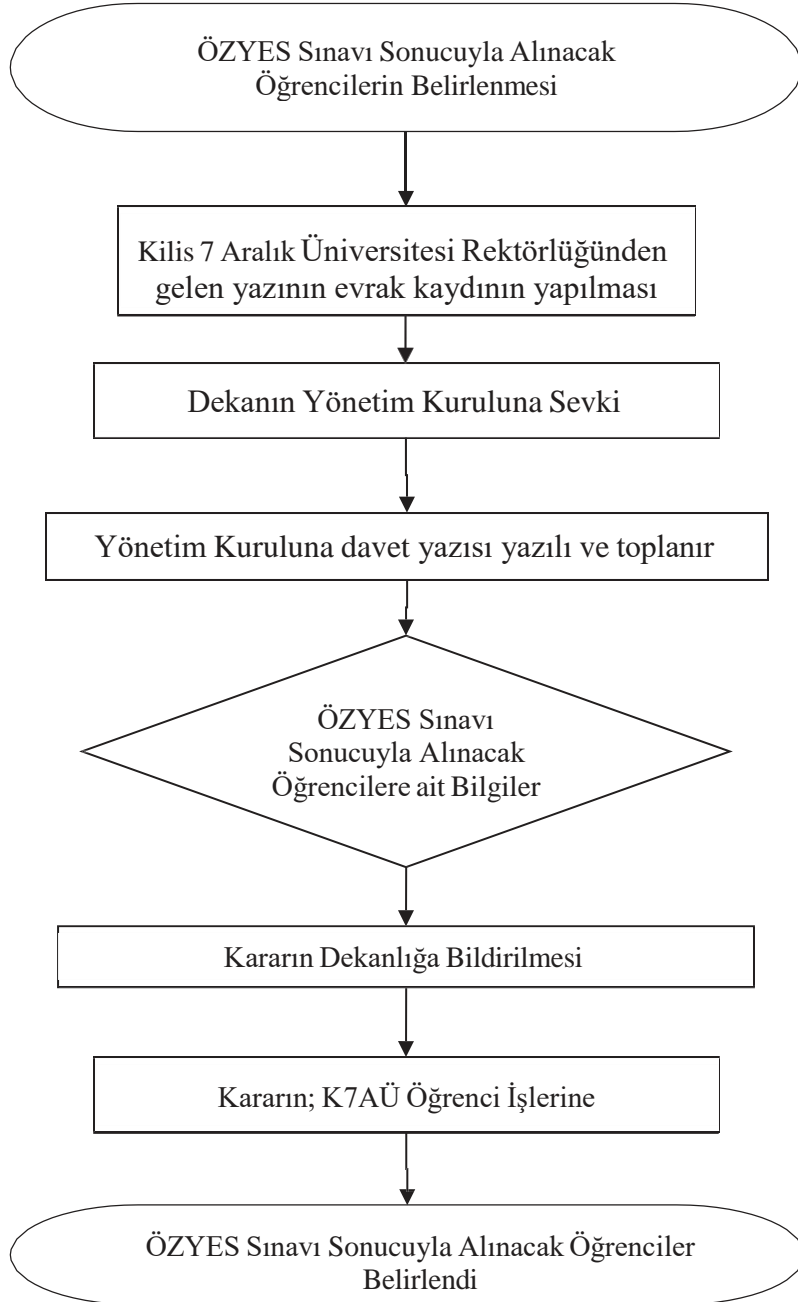 ÖZYES Sınavı Sonucuyla Alınacak
Öğrencilerin Belirlenmesi
Kilis 7 Aralık Üniversitesi Rektörlüğünden
gelen yazının evrak kaydının yapılması
Dekanın Yönetim Kuruluna Sevki
Yönetim Kuruluna davet yazısı yazılı ve toplanır
ÖZYES Sınavı
Sonucuyla Alınacak
Öğrencilere ait Bilgiler
Kararın Dekanlığa Bildirilmesi
Kararın; K7AÜ Öğrenci İşlerine
ÖZYES Sınavı Sonucuyla Alınacak Öğrenciler
Belirlendi